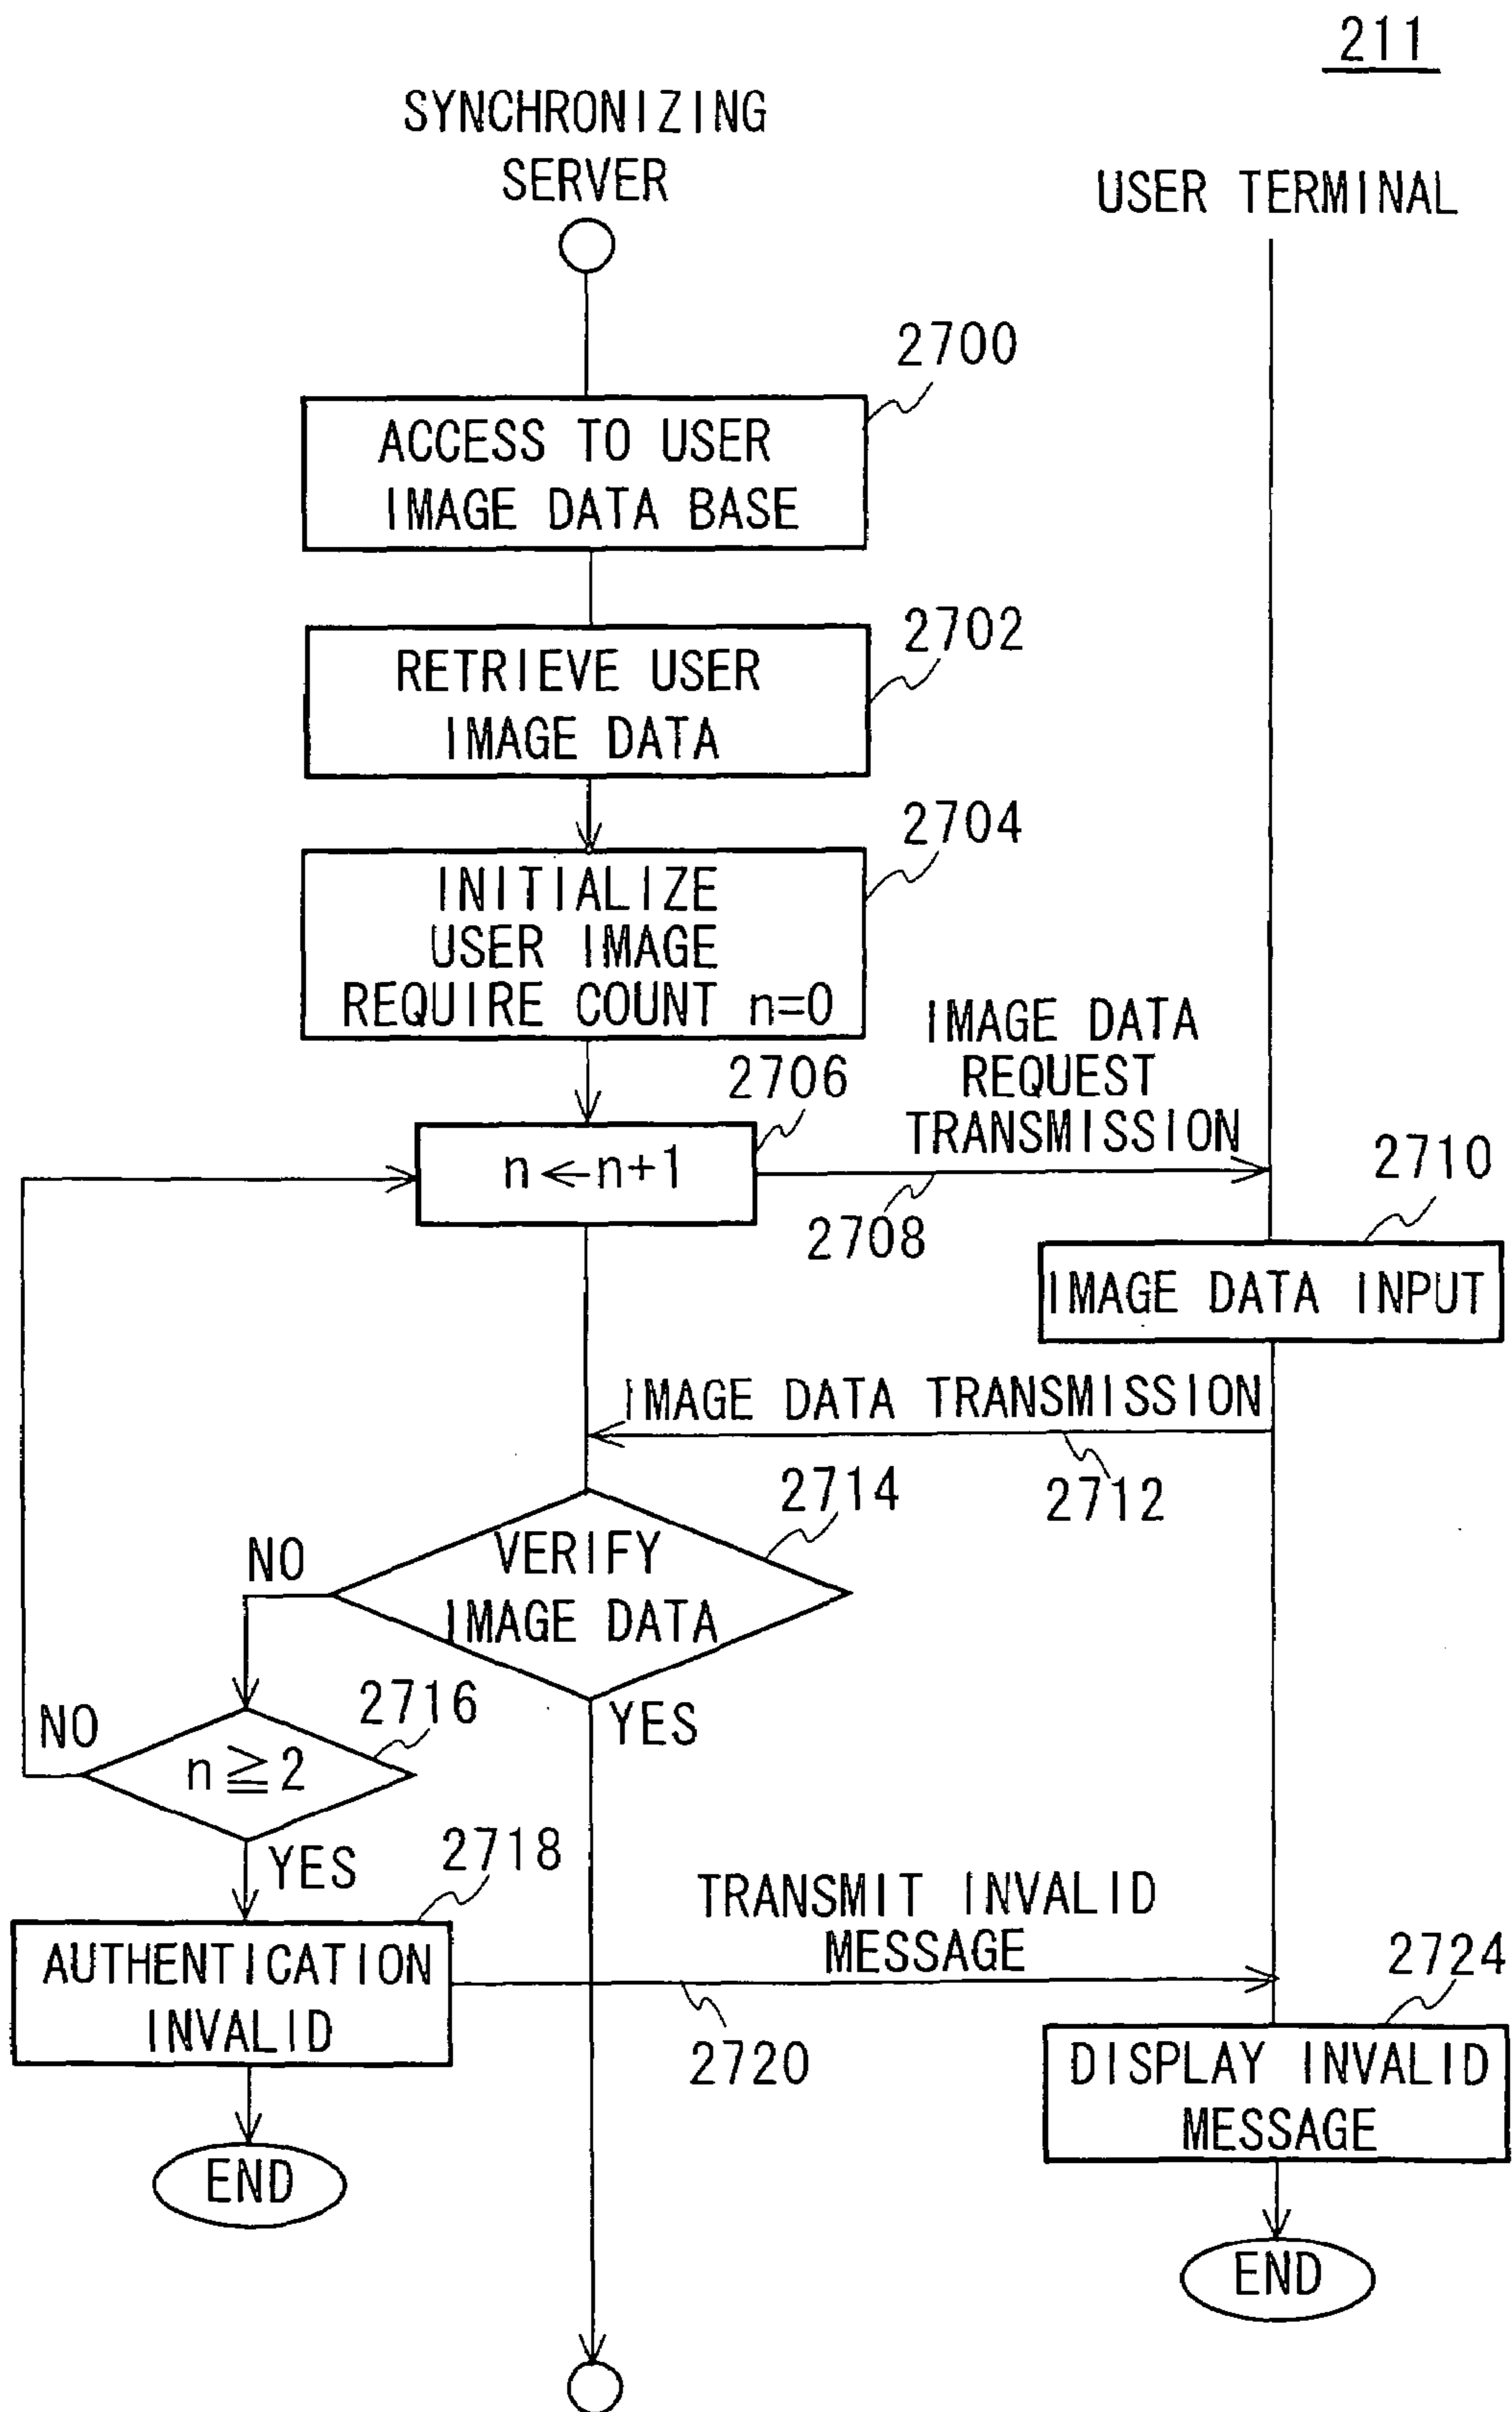 211
SYNCHRONIZING
SERVER
USER TERMINAL
2700
ACCESS TO USER
IMAGE DATA BASE
2702
RETRIEVE USER
IMAGE DATA
2704
INITIALIZE
USER IMAGE
REQUIRE COUNT n=0
IMAGE DATA
REQUEST
TRANSMISSION
2706
n←n+1
2708
2710
IMAGE DATA INPUT
IMAGE DATA TRANSMISSION
2712
2714
VERIFY
IMAGE DATA
NO
YES
2716
NO
n≧2
YES
2718
AUTHENTICATION
INVALID
TRANSMIT INVALID
MESSAGE
2720
2724
DISPLAY INVALID
MESSAGE
END
END